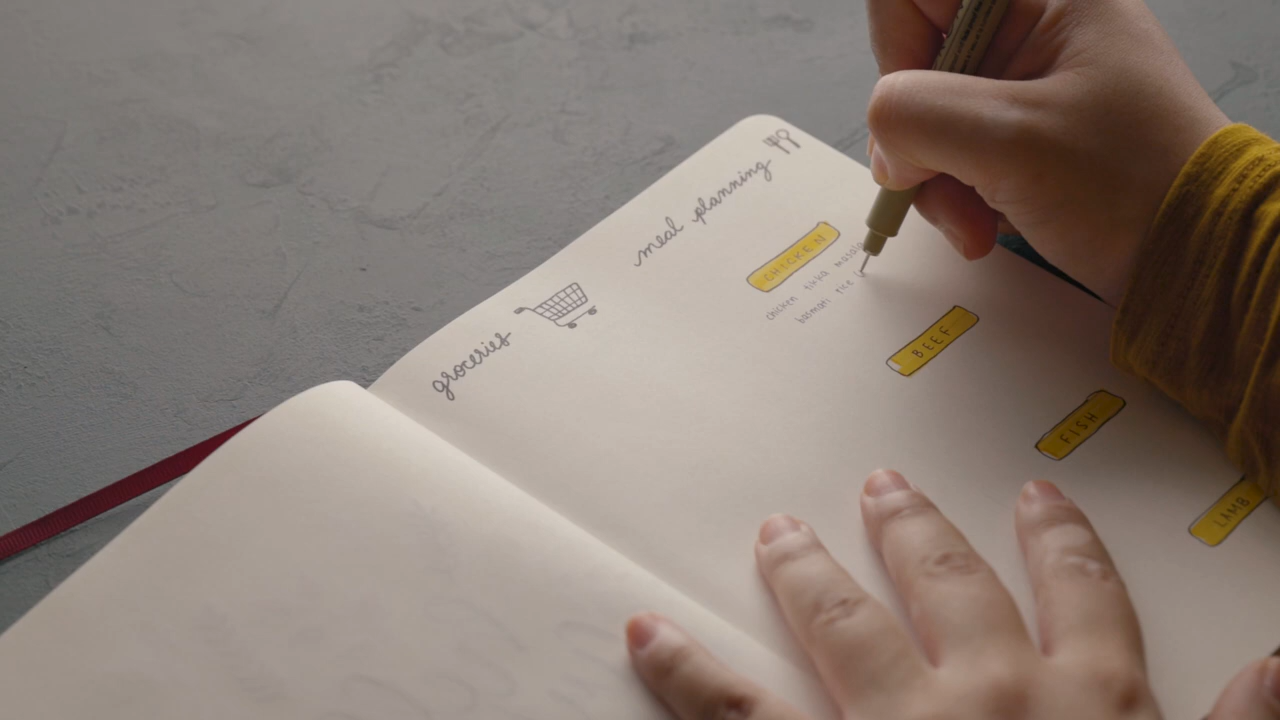 meal planning
groceries
CHICKEN
chicken tikka masala
basmati rice
BEEF
FISH
LAMB